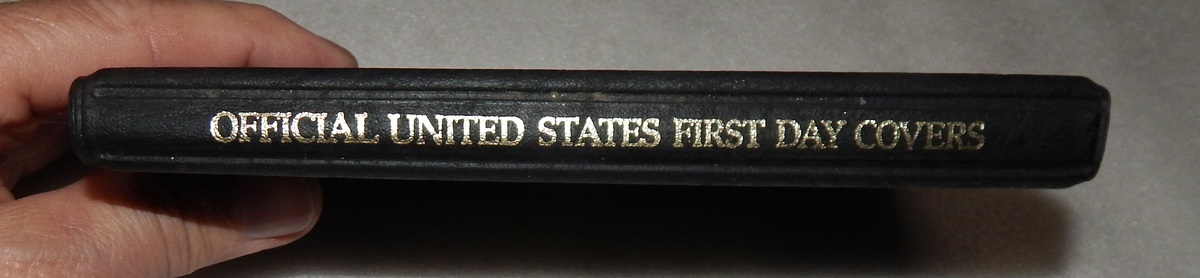 OFFICIAL UNITED STATES FIRST DAY COVERS